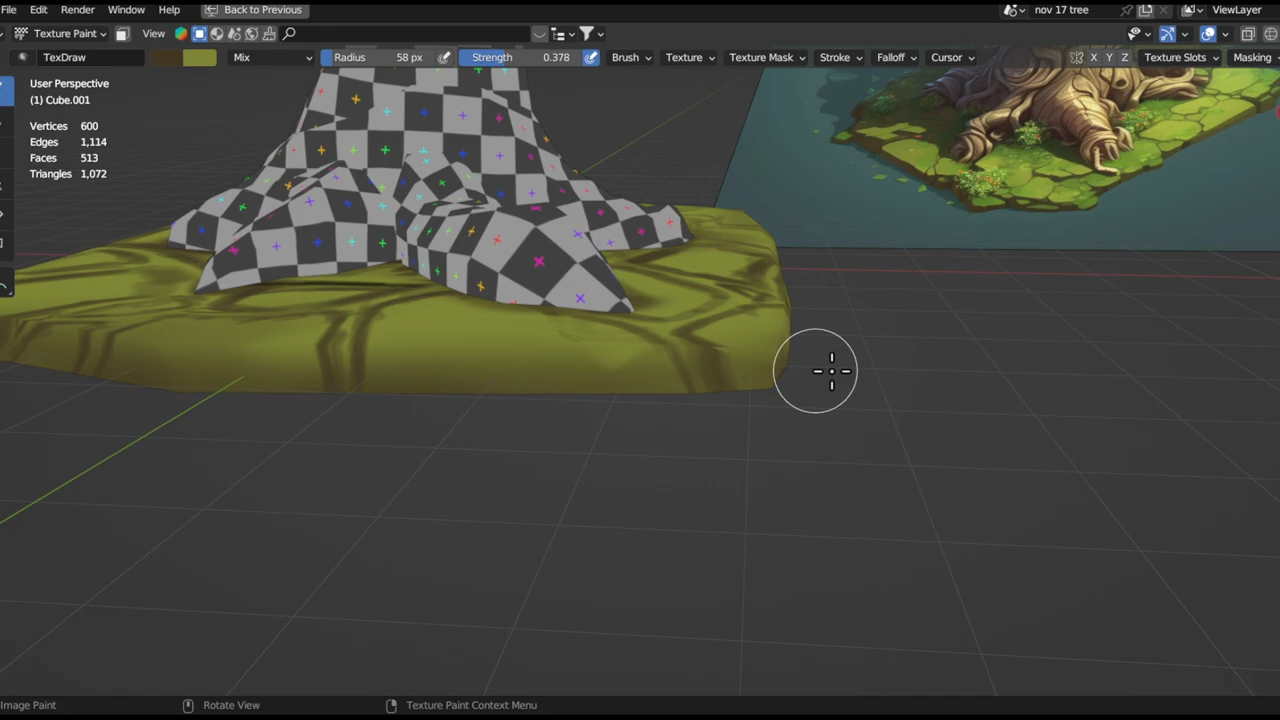 File Edit Render Window Help Back to Previous nov 17 tree ViewLayer
Texture Paint View
TexDraw Mix Radius 58 px Strength 0.378 Brush Texture Texture Mask Stroke Falloff Cursor X Y Z Texture Slots Masking
User Perspective
(1) Cube.001
Vertices 600
Edges 1,114
Faces 513
Triangles 1,072
Image Paint Rotate View Texture Paint Context Menu